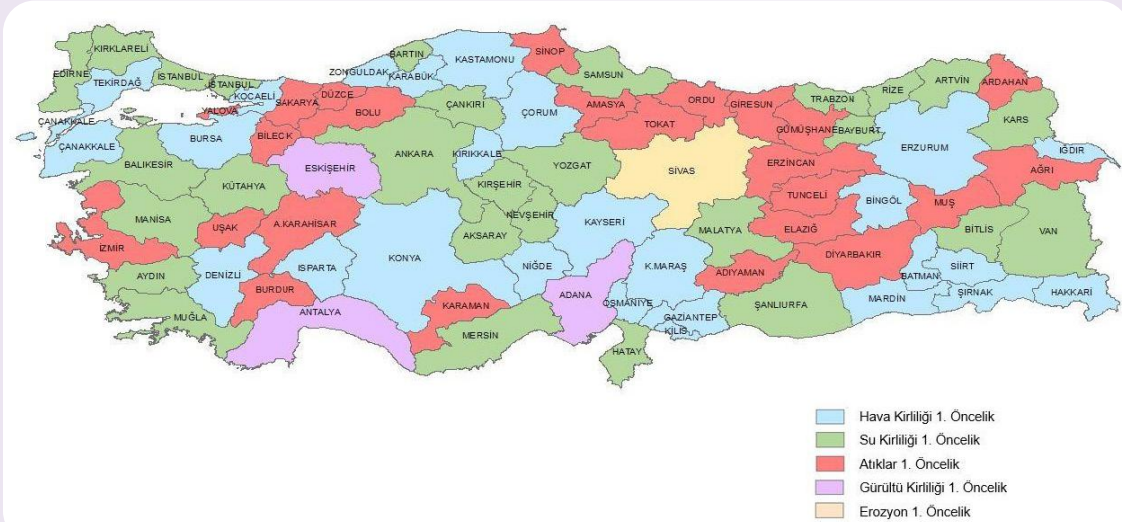 KIRKLARELİ
EDİRNE
TEKİRDAĞ
İSTANBUL
İSTANBUL
KOCAELİ
YALOVA
SAKARYA
DÜZCE
BOLU
ZONGULDAK
BARTIN
KARABÜK
KASTAMONU
SİNOP
SAMSUN
ÇANKIRI
ÇORUM
AMASYA
TOKAT
ORDU
GİRESUN
TRABZON
RİZE
ARTVİN
ARDAHAN
GÜMÜŞHANE
BAYBURT
KARS
IĞDIR
ERZURUM
AĞRI
ÇANAKKALE
ÇANAKKALE
BURSA
BİLECK
BALIKESİR
KÜTAHYA
ESKİŞEHİR
ANKARA
KIRIKKALE
KIRŞEHİR
YOZGAT
SİVAS
ERZİNCAN
TUNCELİ
BİNGÖL
MUŞ
BİTLİS
VAN
MANİSA
UŞAK
A.KARAHİSAR
İZMİR
AYDIN
DENİZLİ
ISPARTA
BURDUR
MUĞLA
ANTALYA
KONYA
AKSARAY
NEVŞEHİR
NİĞDE
KAYSERİ
KARAMAN
MERSİN
ADANA
OSMANİYE
HATAY
K.MARAŞ
GAZİANTEP
KİLİS
MALATYA
ELAZIĞ
ADIYAMAN
DİYARBAKIR
ŞANLIURFA
MARDİN
BATMAN
SİİRT
ŞIRNAK
HAKKARİ
Hava Kirliliği 1. Öncelik
Su Kirliliği 1. Öncelik
Atıklar 1. Öncelik
Gürültü Kirliliği 1. Öncelik
Erozyon 1. Öncelik